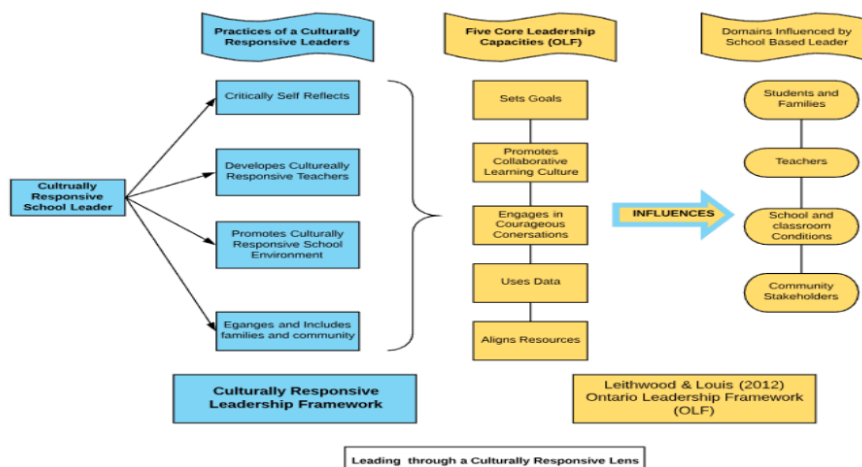 Practices of a Culturally
Responsive Leaders
Five Core Leadership
Capacities (OLF)
Domains Influenced by
School Based Leader
Cultrually
Responsive
School Leader
Critically Self Reflects
Developes Cultureally
Responsive Teachers
Promotes Culturally
Responsive School
Environment
Eganges and Includes
families and community
Sets Goals
Promotes
Collaborative
Learning Culture
Engages in
Courageous
Conersations
Uses Data
Aligns Resources
INFLUENCES
Students and
Families
Teachers
School and
classroom
Conditions
Community
Stakeholders
Culturally Responsive
Leadership Framework
Leithwood & Louis (2012)
Ontario Leadership Framework
(OLF)
Leading through a Culturally Responsive Lens